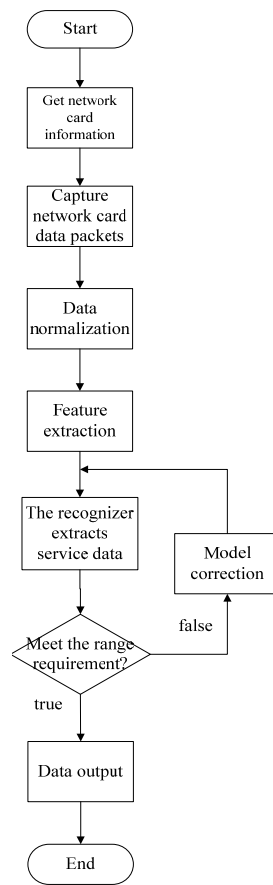 Start
Get network
card
information
Capture
network card
data packets
Data
normalization
Feature
extraction
The recognizer
extracts
service data
Model
correction
Meet the range
requirement?
false
true
Data output
End